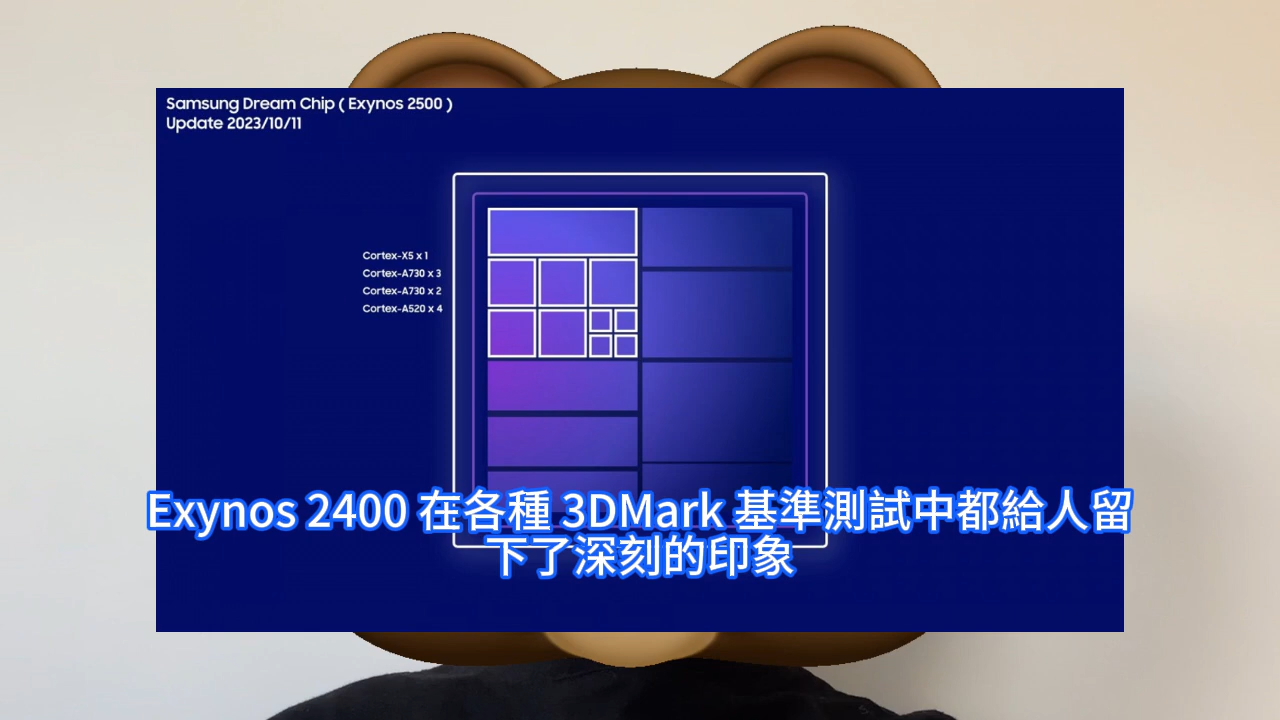 Samsung Dream Chip ( Exynos 2500 )
Update 2023/10/11
Cortex-X5 x 1
Cortex-A730 x 3
Cortex-A730 x 2
Cortex-A520 x 4
Exynos 2400 在各種 3DMark 基準測試中都給人留
下了深刻的印象